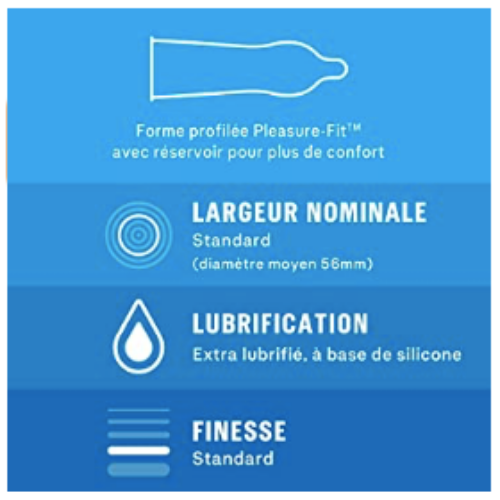 Forme profilée Pleasure-Fit™
avec réservoir pour plus de confort
LARGEUR NOMINALE
Standard
(diamètre moyen 56mm)
LUBRIFICATION
Extra lubrifié, à base de silicone
FINESSE
Standard